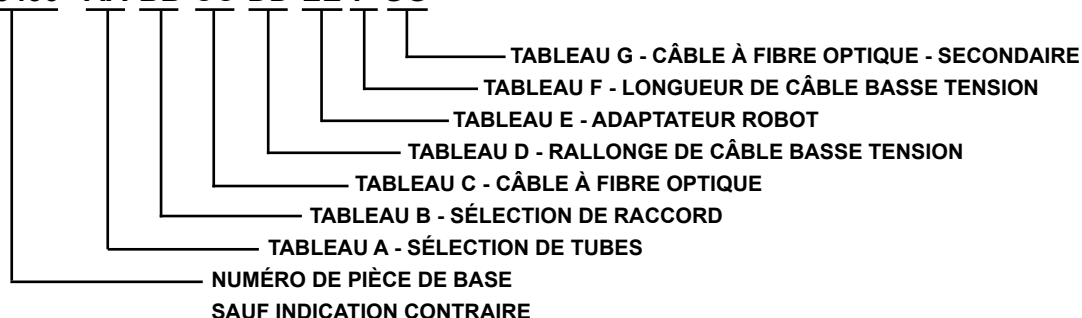 TABLEAU G - CÂBLE À FIBRE OPTIQUE - SECONDAIRE
TABLEAU F - LONGUEUR DE CÂBLE BASSE TENSION
TABLEAU E - ADAPTATEUR ROBOT
TABLEAU D - RALLONGE DE CÂBLE BASSE TENSION
TABLEAU C - CÂBLE À FIBRE OPTIQUE
TABLEAU B - SÉLECTION DE RACCORD
TABLEAU A - SÉLECTION DE TUBES
NUMÉRO DE PIÈCE DE BASE
SAUF INDICATION CONTRAIRE